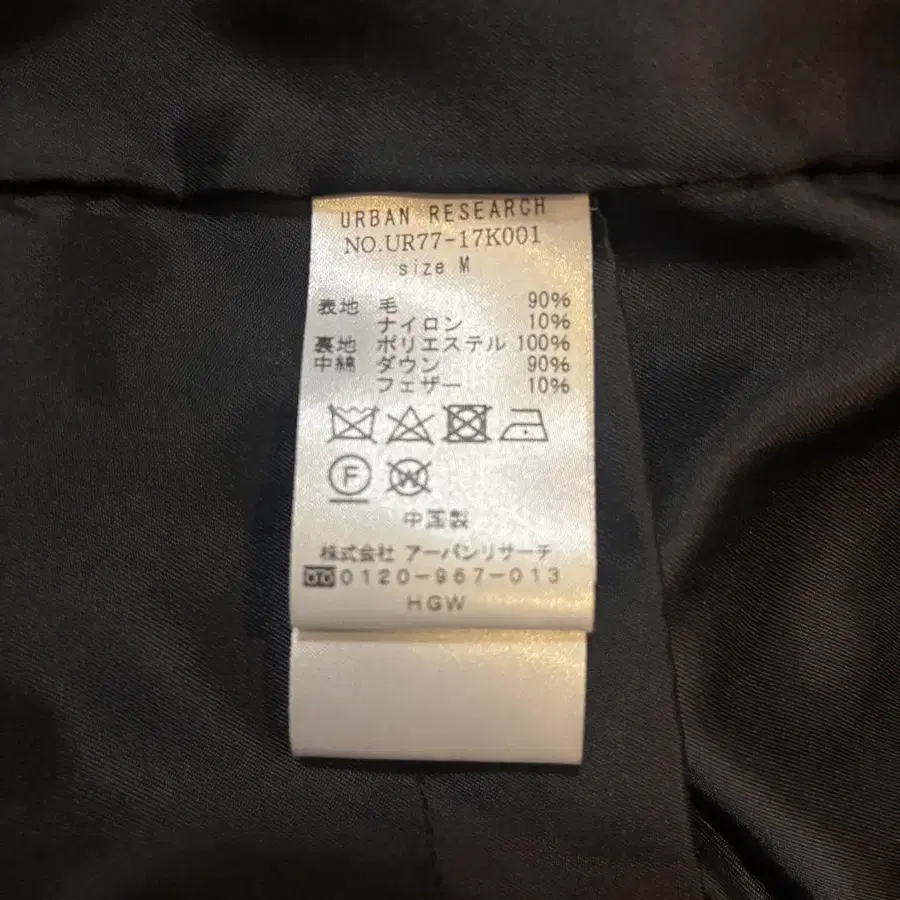 URBAN RESEARCH
NO.UR77-17K001
size M
表地 毛 90%
ナイロン 10%
裏地 ポリエステル 100%
中綿 ダウン 90%
フェザー 10%
F W
中国製
株式会社 アーバンリサーチ
0120-967-013
HGW